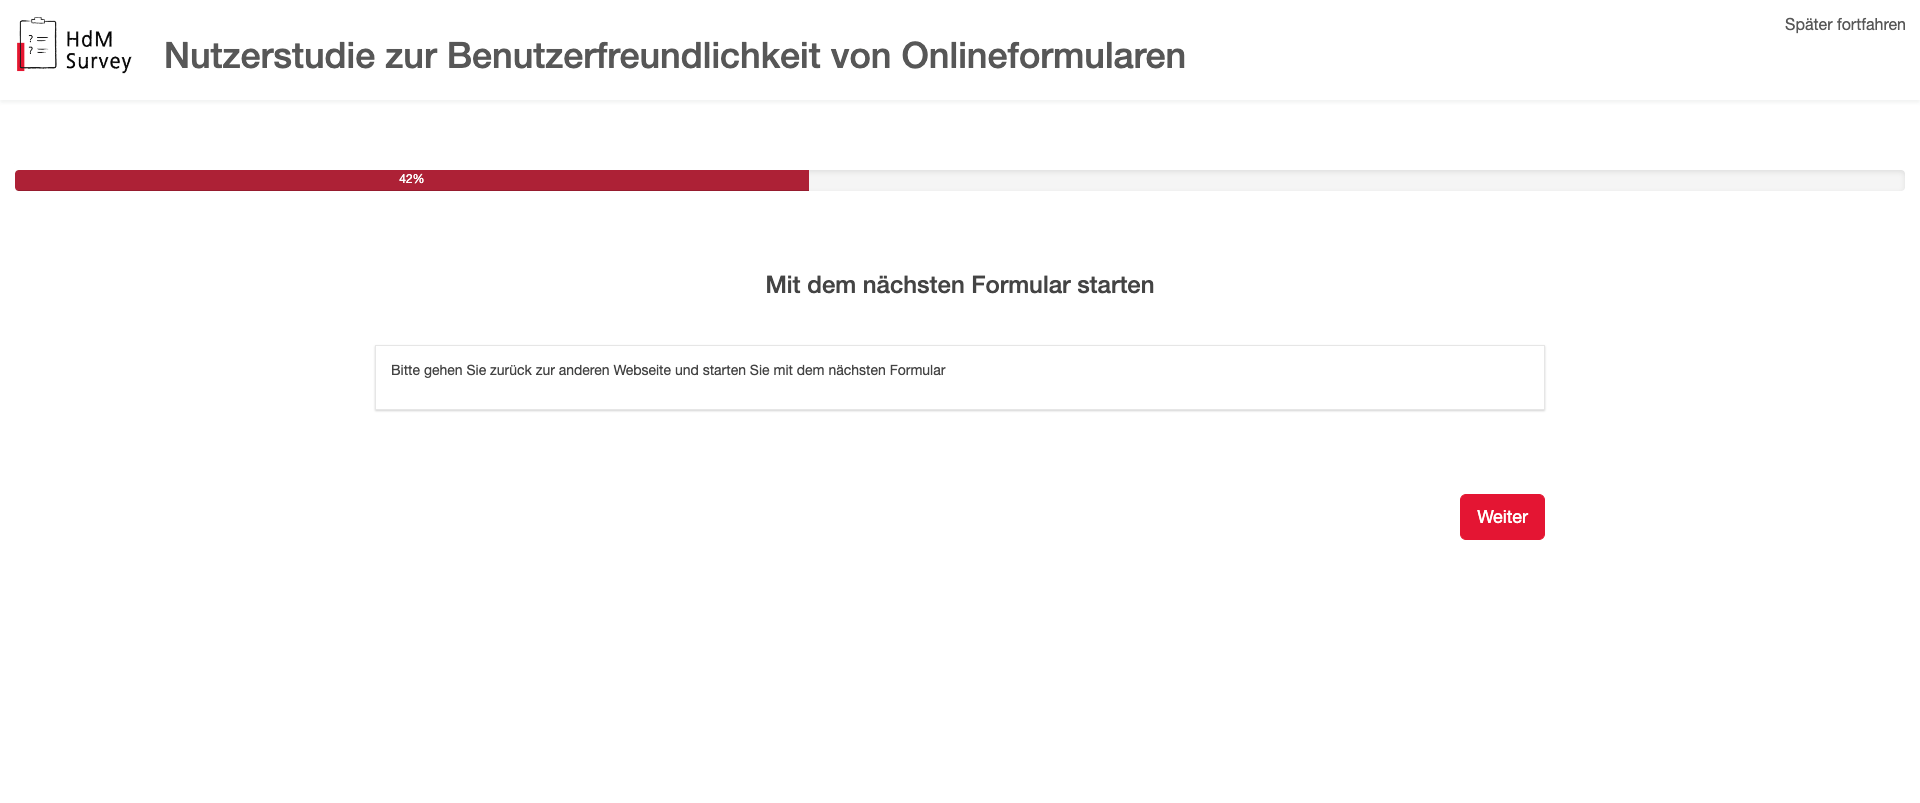 HdM
Survey
Nutzerstudie zur Benutzerfreundlichkeit von Onlineformularen
Später fortfahren
42%
Mit dem nächsten Formular starten
Bitte gehen Sie zurück zur anderen Webseite und starten Sie mit dem nächsten Formular
Weiter